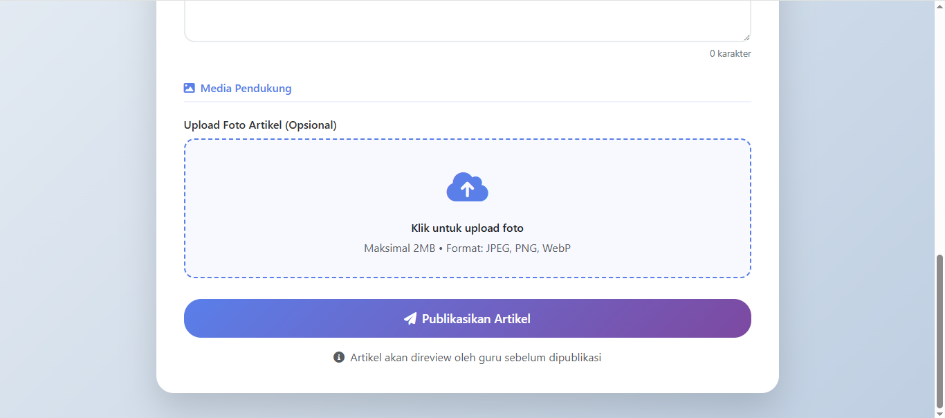 0 karakter
Media Pendukung
Upload Foto Artikel (Opsional)
Klik untuk upload foto
Maksimal 2MB • Format: JPEG, PNG, WebP
Publikasikan Artikel
Artikel akan direview oleh guru sebelum dipublikasi